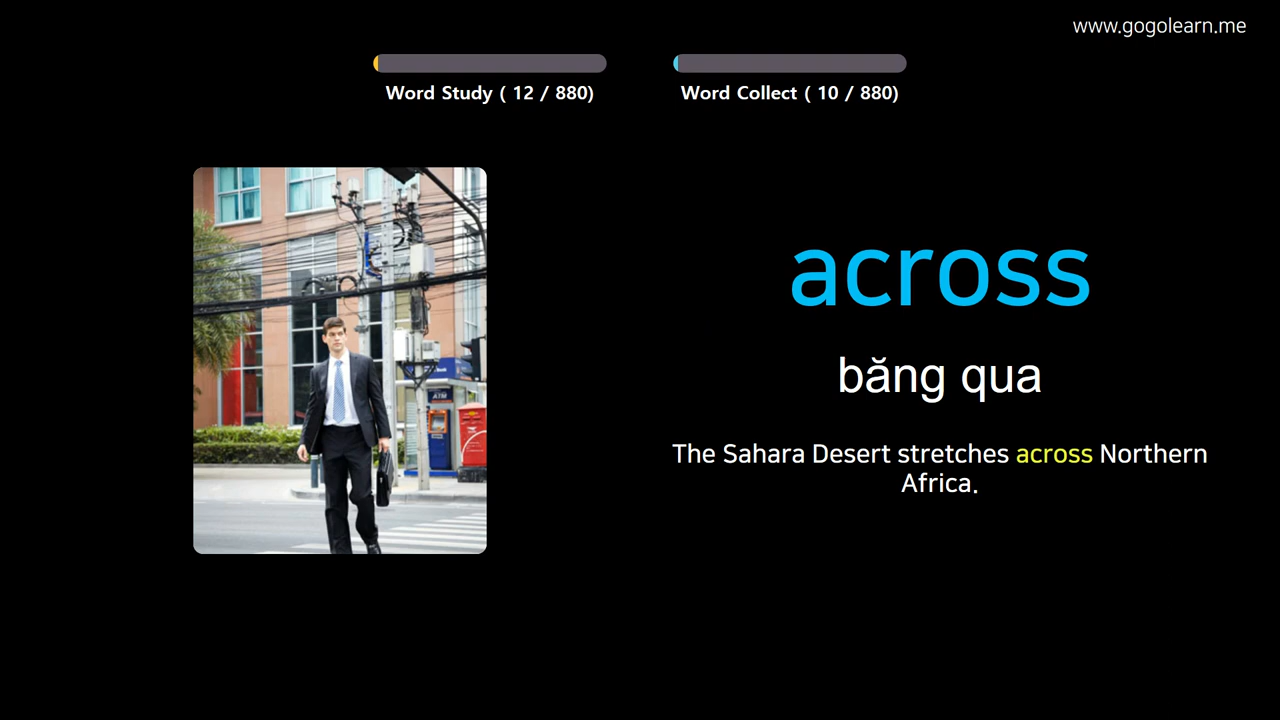 www.gogolearn.me
Word Study ( 12 / 880)
Word Collect ( 10 / 880)
ATM
across
băng qua
The Sahara Desert stretches across Northern
Africa.